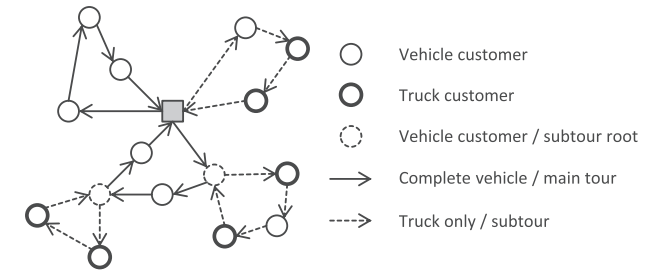 Vehicle customer
Truck customer
Vehicle customer / subtour root
Complete vehicle / main tour
Truck only / subtour